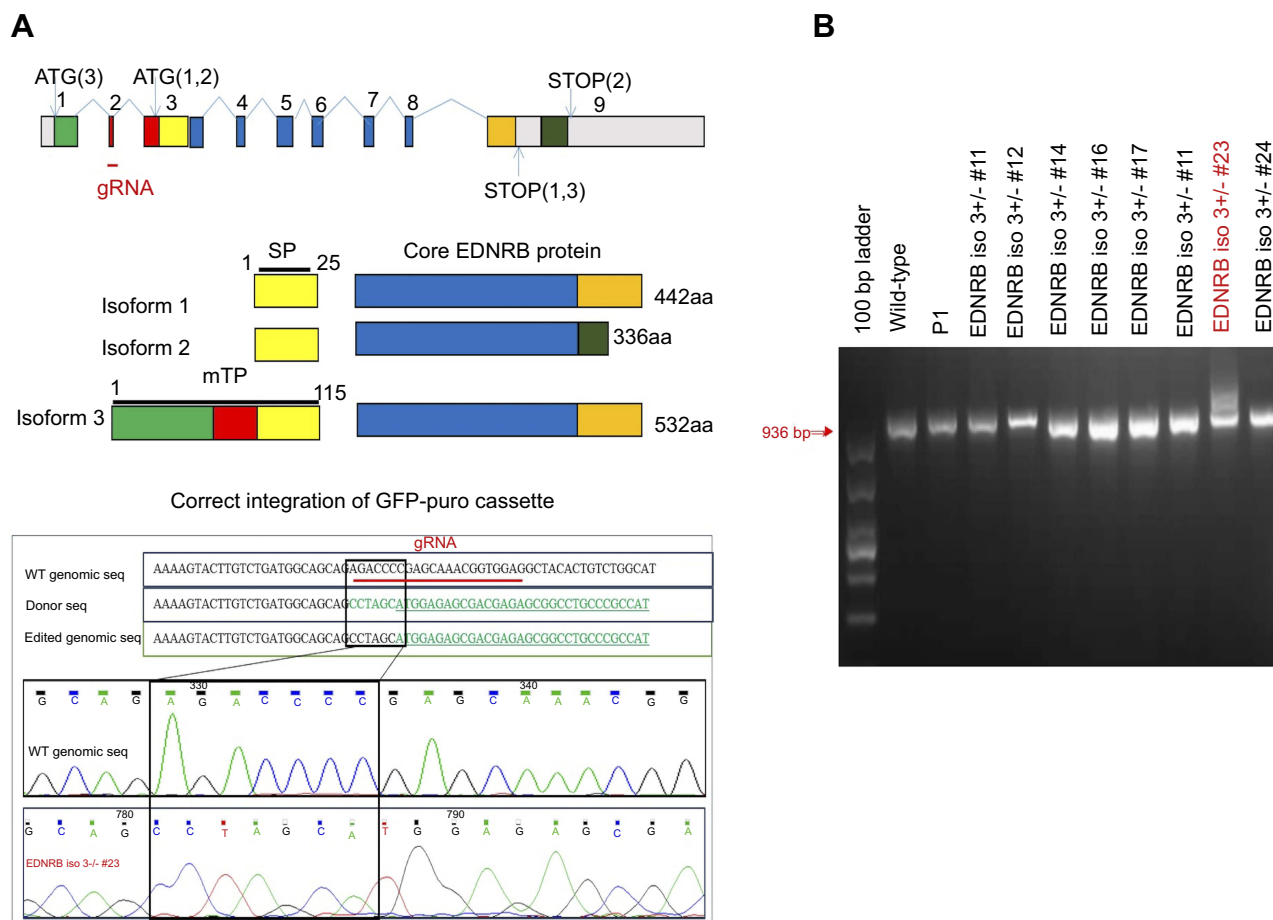 A
ATG(3)
ATG(1,2)
STOP(2)
1
2
3
4
5
6
7
8
9
gRNA
STOP(1,3)
SP
Core EDNRB protein
1
25
Isoform 1
442aa
Isoform 2
336aa
mTP
1
115
Isoform 3
532aa
Correct integration of GFP-puro cassette
gRNA
WT genomic seq AAAAGTACTTGTCTGATGGCAGCAGAGACCCCGAGCAAACGGTGGAGGCTACACTGTCTGGCAT
Donor seq AAAAGTACTTGTCTGATGGCAGCAGCCTAGCATGGAGAGCGACGAGAGCGGCCTGCCCGCCAT
Edited genomic seq AAAAGTACTTGTCTGATGGCAGCAGCCTAGCATGGAGAGCGACGAGAGCGGCCTGCCCGCCAT
330
340
G C A G A G A C C C C G A G C A A A C G G
WT genomic seq
780
790
G C A G C C T A G C A T G G A G A G C G A
EDNRB iso 3-/- #23
B
100 bp ladder
Wild-type
P1
EDNRB iso 3+/- #11
EDNRB iso 3+/- #12
EDNRB iso 3+/- #14
EDNRB iso 3+/- #16
EDNRB iso 3+/- #17
EDNRB iso 3+/- #11
EDNRB iso 3+/- #23
EDNRB iso 3+/- #24
936 bp